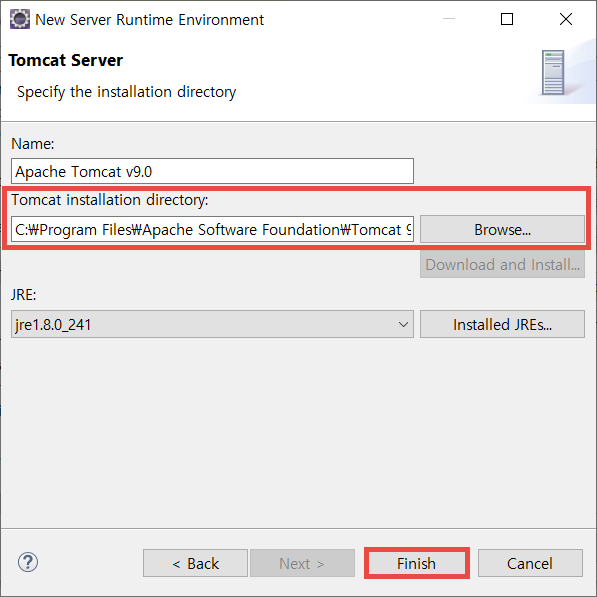 New Server Runtime Environment
Tomcat Server
Specify the installation directory
Name:
Apache Tomcat v9.0
Tomcat installation directory:
C:₩Program Files₩Apache Software Foundation₩Tomcat 9
Browse...
Download and Install...
JRE:
jre1.8.0_241
Installed JREs...
?
< Back
Next >
Finish
Cancel